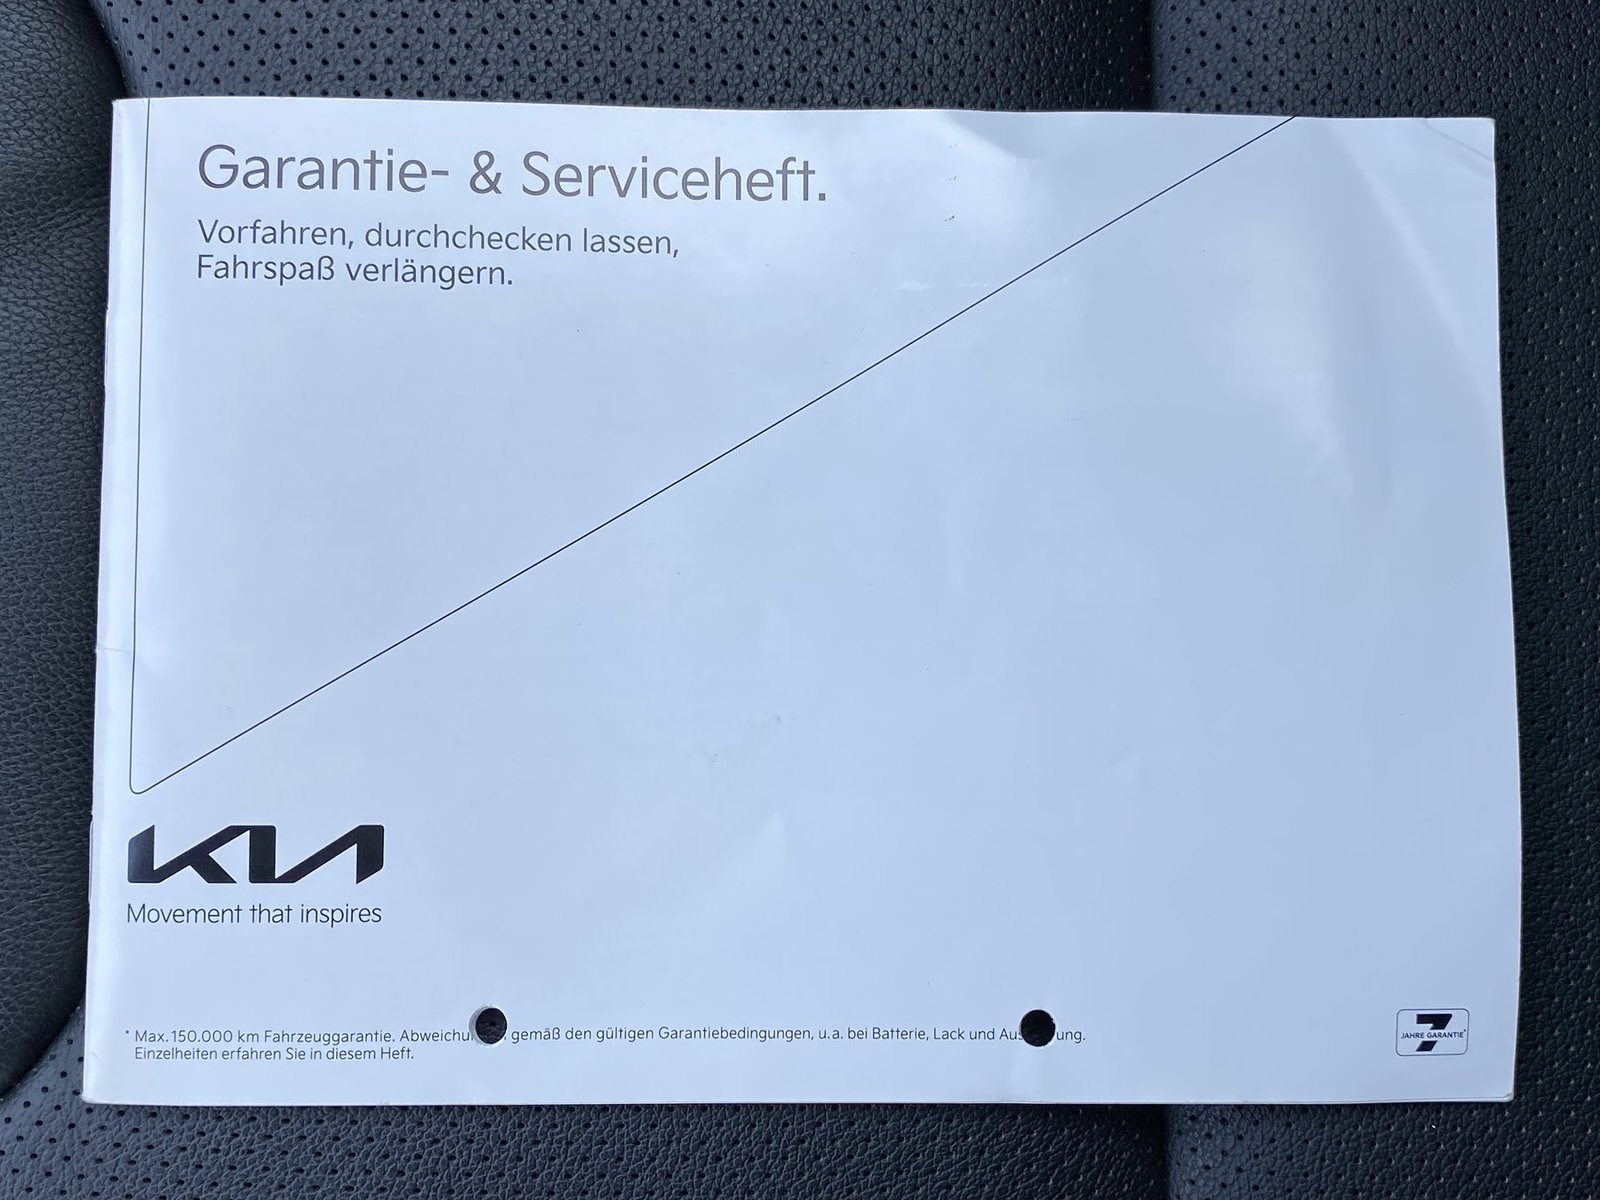 Garantie- & Serviceheft.
Vorfahren, durchchecken lassen,
Fahrspaß verlängern.
KIA
Movement that inspires
* Max. 150.000 km Fahrzeuggarantie. gemäß den gültigen Garantiebedingungen, u.a. bei Batterie, Lack und
Einzelheiten erfahren Sie in diesem Heft.
7
JAHRE GARANTIE*